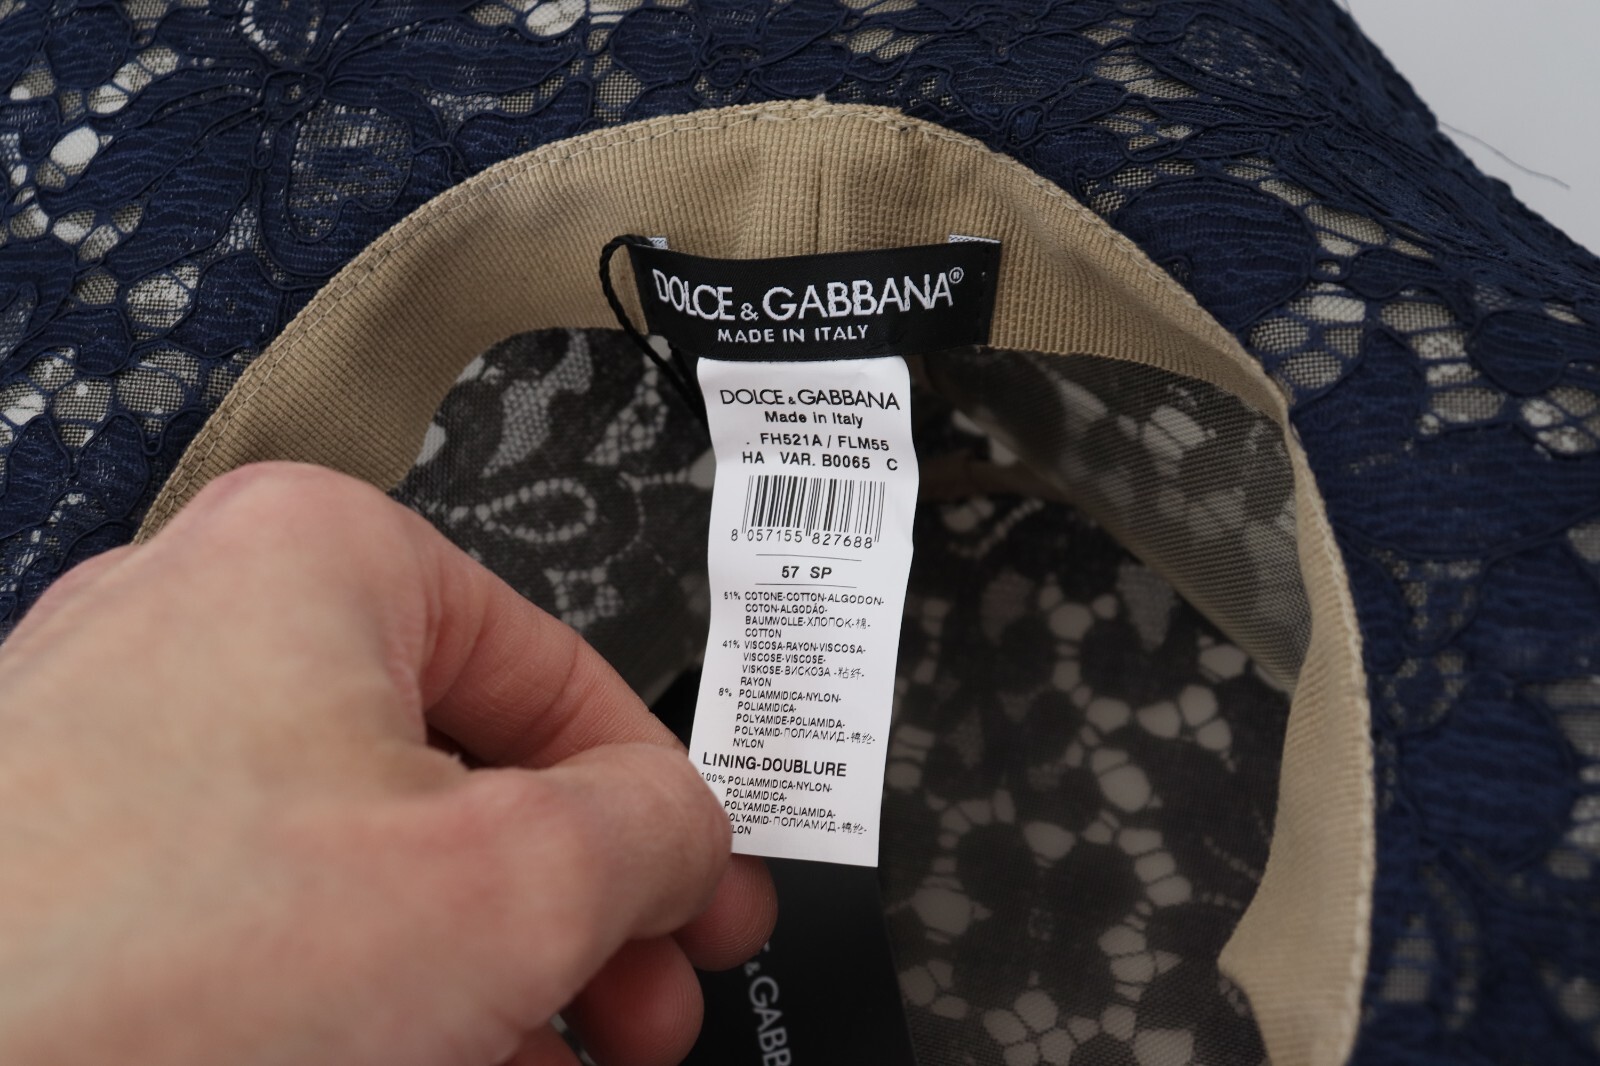 DOLCE & GABBANA®
MADE IN ITALY
DOLCE & GABBANA
Made in Italy
. FH521A / FLM55
HA VAR. B0065 C
8 057155 827688
57 SP
51% COTONE-COTTON-ALGODON-
COTON-ALGODÃO-
BAUMWOLLE-ХЛОПОК-棉-
COTTON
41% VISCOSA-RAYON-VISCOSA-
VISCOSE-VISCOSE-
VISKOSE-ВИСКОЗА-粘纤-
RAYON
8% POLIAMMIDICA-NYLON-
POLIAMIDICA-
POLYAMIDE-POLIAMIDA-
POLYAMID-ПОЛИАМИД-锦纶-
NYLON
LINING-DOUBLURE
100% POLIAMMIDICA-NYLON-
POLIAMIDICA-
POLYAMIDE-POLIAMIDA-
OLYAMID-ПОЛИАМИД-锦纶-
LON
& GABB